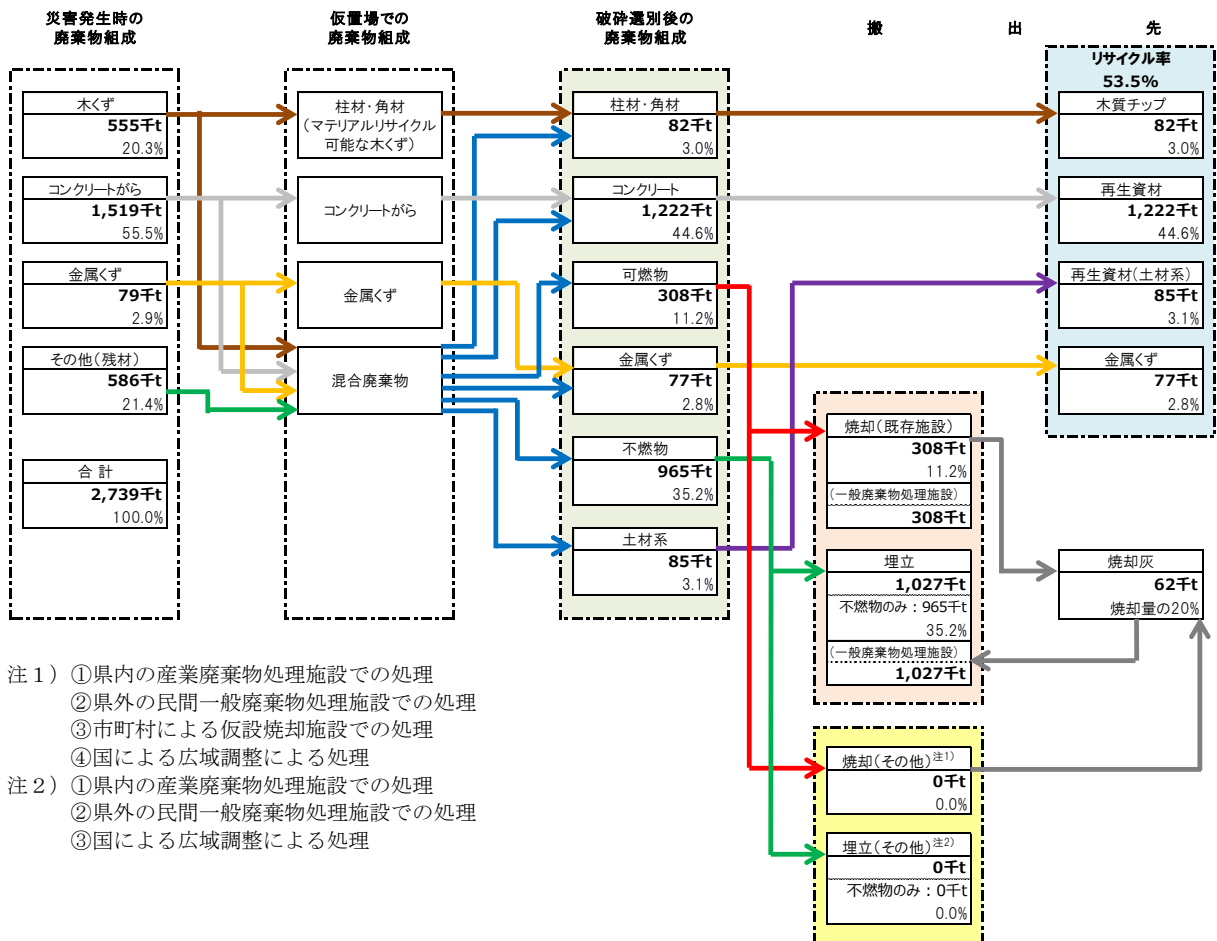 災害発生時の
廃棄物組成
仮置場での
廃棄物組成
破砕選別後の
廃棄物組成
搬 出 先
木くず
555千t
20.3%
コンクリートがら
1,519千t
55.5%
金属くず
79千t
2.9%
その他(残材)
586千t
21.4%
合計
2,739千t
100.0%
柱材・角材
(マテリアルリサイクル
可能な木くず)
コンクリートがら
金属くず
混合廃棄物
柱材・角材
82千t
3.0%
コンクリート
1,222千t
44.6%
可燃物
308千t
11.2%
金属くず
77千t
2.8%
不燃物
965千t
35.2%
土材系
85千t
3.1%
リサイクル率
53.5%
木質チップ
82千t
3.0%
再生資材
1,222千t
44.6%
再生資材(土材系)
85千t
3.1%
金属くず
77千t
2.8%
焼却(既存施設)
308千t
11.2%
(一般廃棄物処理施設)
308千t
埋立
1,027千t
不燃物のみ：965千t
35.2%
(一般廃棄物処理施設)
1,027千t
焼却灰
62千t
焼却量の20%
焼却(その他)注1)
0千t
0.0%
埋立(その他)注2)
0千t
不燃物のみ：0千t
0.0%
注１）①県内の産業廃棄物処理施設での処理
②県外の民間一般廃棄物処理施設での処理
③市町村による仮設焼却施設での処理
④国による広域調整による処理
注２）①県内の産業廃棄物処理施設での処理
②県外の民間一般廃棄物処理施設での処理
③国による広域調整による処理